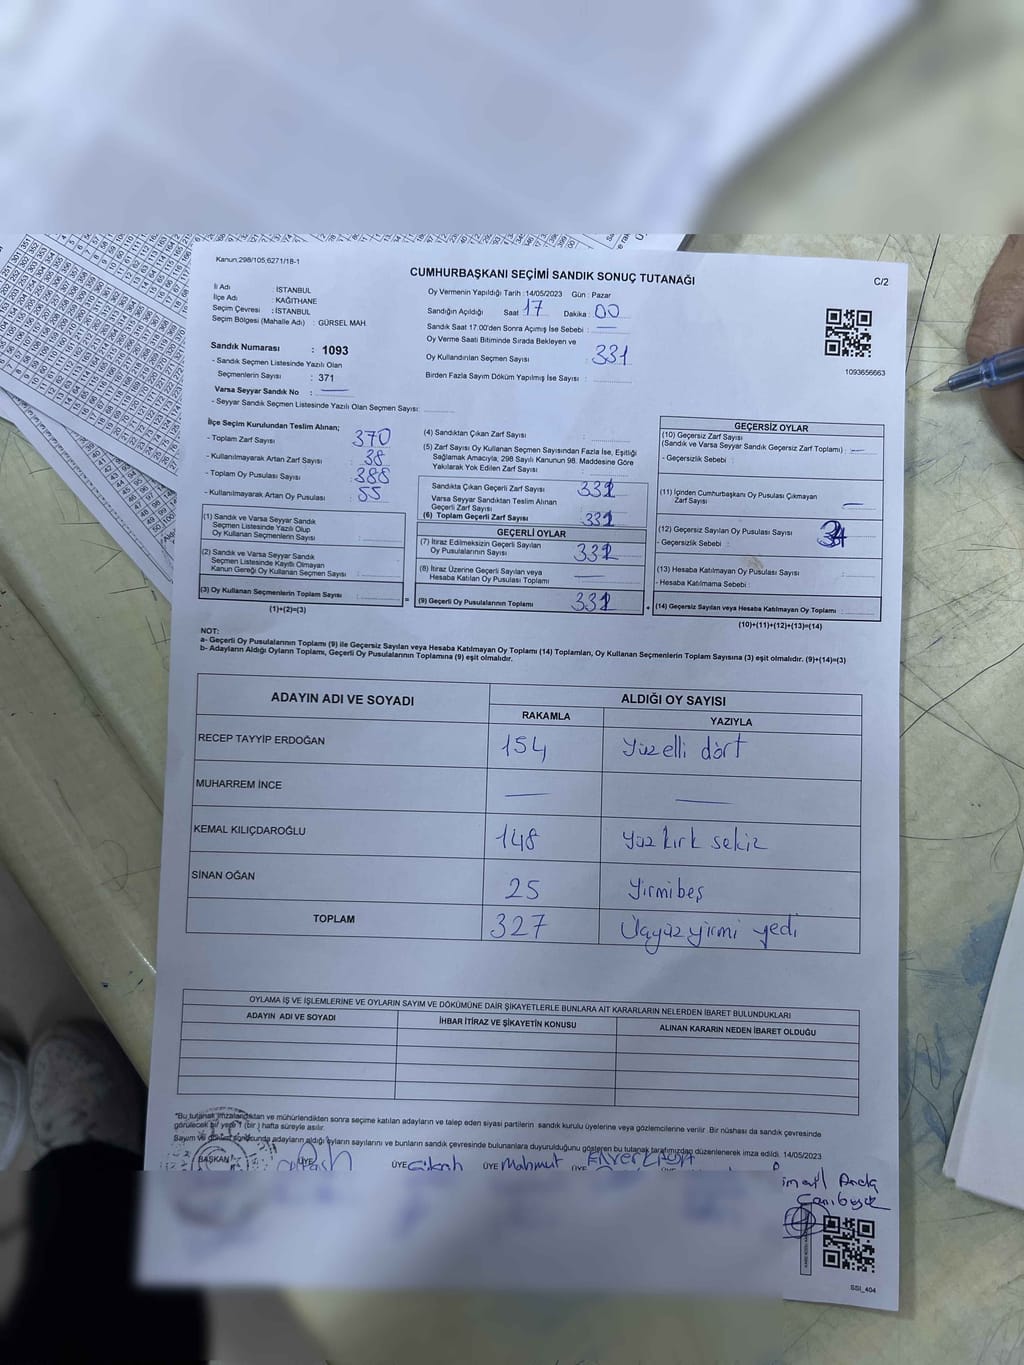 Kanun:298/105;6271/18-1
CUMHURBAŞKANI SEÇİMİ SANDIK SONUÇ TUTANAĞI
C/2
İli Adı : İSTANBUL
İlçe Adı : KAĞITHANE
Seçim Çevresi : İSTANBUL
Seçim Bölgesi (Mahalle Adı) : GÜRSEL MAH.
Sandık Numarası : 1093
- Sandık Seçmen Listesinde Yazılı Olan
Seçmenlerin Sayısı : 371
Varsa Seyyar Sandık No : —
- Seyyar Sandık Seçmen Listesinde Yazılı Olan Seçmen Sayısı:
Oy Vermenin Yapıldığı Tarih : 14/05/2023 Gün : Pazar
Sandığın Açıldığı Saat : 17 Dakika : 00
Sandık Saat 17.00'den Sonra Açımış İse Sebebi : —
Oy Verme Saati Bitiminde Sırada Bekleyen ve
Oy Kullandırılan Seçmen Sayısı : 331
Birden Fazla Sayım Döküm Yapılmış İse Sayısı :
1093656663
İlçe Seçim Kurulundan Teslim Alınan;
- Toplam Zarf Sayısı : 370
- Kullanılmayarak Artan Zarf Sayısı : 38
- Toplam Oy Pusulası Sayısı : 388
- Kullanılmayarak Artan Oy Pusulası : 55
(1) Sandık ve Varsa Seyyar Sandık
Seçmen Listesinde Yazılı Olup
Oy Kullanan Seçmenlerin Sayısı :
(2) Sandık ve Varsa Seyyar Sandık
Seçmen Listesinde Kayıtlı Olmayan
Kanun Gereği Oy Kullanan Seçmen Sayısı :
(3) Oy Kullanan Seçmenlerin Toplam Sayısı :
(1)+(2)=(3)
(4) Sandıktan Çıkan Zarf Sayısı :
(5) Zarf Sayısı Oy Kullanan Seçmen Sayısından Fazla İse, Eşitliği
Sağlamak Amacıyla, 298 Sayılı Kanunun 98. Maddesine Göre
Yakılarak Yok Edilen Zarf Sayısı :
Sandıkta Çıkan Geçerli Zarf Sayısı
Varsa Seyyar Sandıktan Teslim Alınan
Geçerli Zarf Sayısı :
(6) Toplam Geçerli Zarf Sayısı
GEÇERLİ OYLAR
(7) İtiraz Edilmeksizin Geçerli Sayılan
Oy Pusulalarının Sayısı
(8) İtiraz Üzerine Geçerli Sayılan veya
Hesaba Katılan Oy Pusulası Toplamı —
= (9) Geçerli Oy Pusulalarının Toplamı
GEÇERSİZ OYLAR
(10) Geçersiz Zarf Sayısı
(Sandık ve Varsa Seyyar Sandık Geçersiz Zarf Toplamı) : —
- Geçersizlik Sebebi :
(11) İçinden Cumhurbaşkanı Oy Pusulası Çıkmayan
Zarf Sayısı —
(12) Geçersiz Sayılan Oy Pusulası Sayısı
- Geçersizlik Sebebi :
(13) Hesaba Katılmayan Oy Pusulası Sayısı :
- Hesaba Katılmama Sebebi :
+ (14) Geçersiz Sayılan veya Hesaba Katılmayan Oy Toplamı :
(10)+(11)+(12)+(13)=(14)
NOT:
a- Geçerli Oy Pusulalarının Toplamı (9) ile Geçersiz Sayılan veya Hesaba Katılmayan Oy Toplamı (14) Toplamları, Oy Kullanan Seçmenlerin Toplam Sayısına (3) eşit olmalıdır. (9)+(14)=(3)
b- Adayların Aldığı Oyların Toplamı, Geçerli Oy Pusulalarının Toplamına (9) eşit olmalıdır.
ADAYIN ADI VE SOYADI
ALDIĞI OY SAYISI
RAKAMLA YAZIYLA
RECEP TAYYİP ERDOĞAN 154 Yüzelli dört
MUHARREM İNCE — —
KEMAL KILIÇDAROĞLU 148 Yüz kırk sekiz
SİNAN OĞAN 25 Yirmibeş
TOPLAM 327 Üçyüz yirmi yedi
OYLAMA İŞ VE İŞLEMLERİNE VE OYLARIN SAYIM VE DÖKÜMÜNE DAİR ŞİKAYETLERLE BUNLARA AİT KARARLARIN NELERDEN İBARET BULUNDUKLARI
ADAYIN ADI VE SOYADI İHBAR İTİRAZ VE ŞİKAYETİN KONUSU ALINAN KARARIN NEDEN İBARET OLDUĞU
*Bu tutanak imzalandıktan ve mühürlendikten sonra seçime katılan adayların ve talep eden siyasi partilerin sandık kurulu üyelerine veya gözlemcilerine verilir. Bir nüshası da sandık çevresinde
görülecek bir yere 1 (bir) hafta süreyle asılır.
Sayım ve döküm sonucunda adayların aldığı oyların sayılarını ve bunların sandık çevresinde bulunanlara duyurulduğunu gösteren bu tutanak tarafımızdan düzenlenerek imza edildi. 14/05/2023
BAŞKAN ÜYE ÜYE ÜYE Mahmut ÜYE
SSI_404